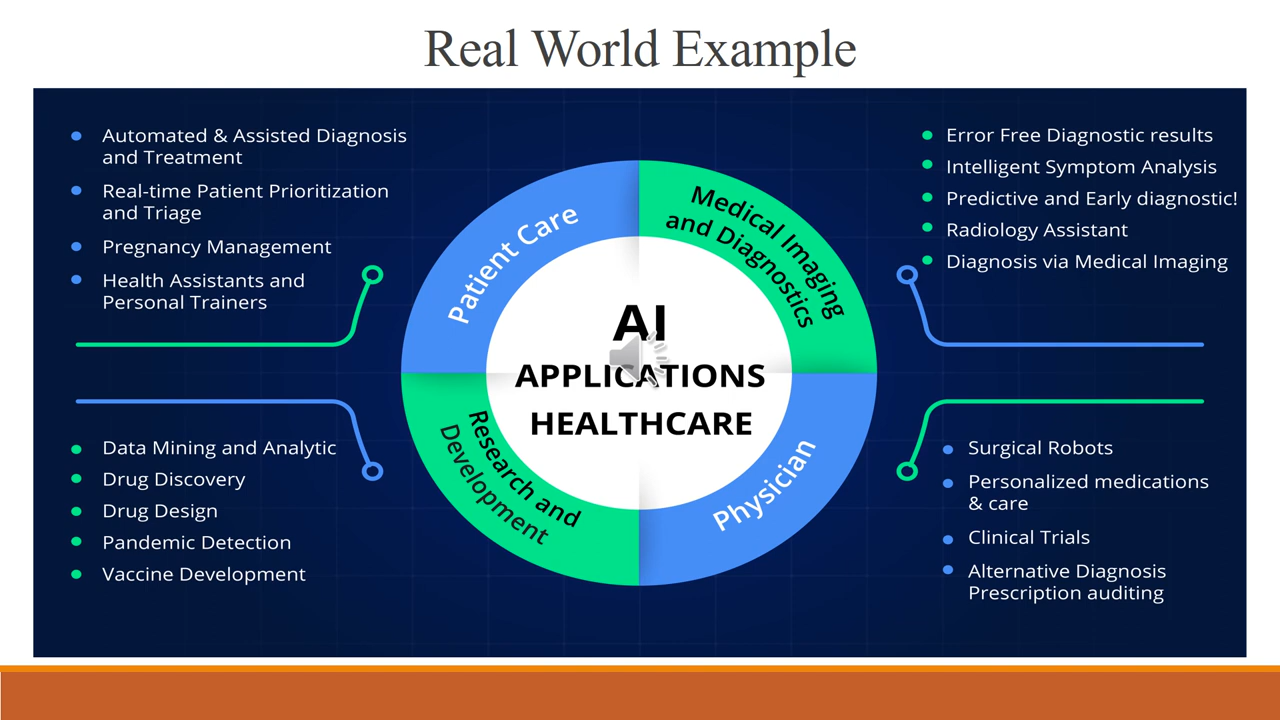 Real World Example
Automated & Assisted Diagnosis
and Treatment
Real-time Patient Prioritization
and Triage
Pregnancy Management
Health Assistants and
Personal Trainers
Patient Care
Medical Imaging
and Diagnostics
Error Free Diagnostic results
Intelligent Symptom Analysis
Predictive and Early diagnostic!
Radiology Assistant
Diagnosis via Medical Imaging
AI
APPLICATIONS
HEALTHCARE
Data Mining and Analytic
Drug Discovery
Drug Design
Pandemic Detection
Vaccine Development
Research and
Development
Physician
Surgical Robots
Personalized medications
& care
Clinical Trials
Alternative Diagnosis
Prescription auditing